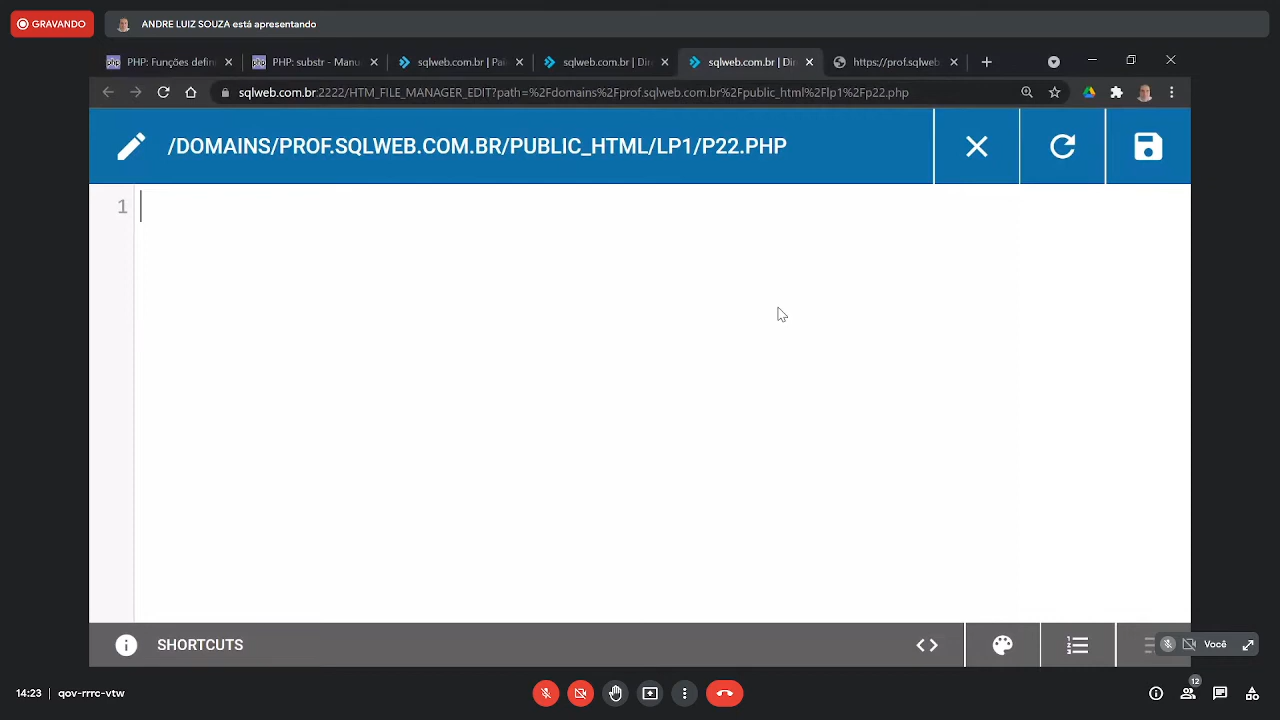 GRAVANDO
ANDRE LUIZ SOUZA está apresentando
PHP: Funções defin
PHP: substr - Manu
sqlweb.com.br | Pai
sqlweb.com.br | Dir
sqlweb.com.br | Dir
https://prof.sqlweb
sqlweb.com.br:2222/HTM_FILE_MANAGER_EDIT?path=%2Fdomains%2Fprof.sqlweb.com.br%2Fpublic_html%2Flp1%2Fp22.php
/DOMAINS/PROF.SQLWEB.COM.BR/PUBLIC_HTML/LP1/P22.PHP
1
SHORTCUTS
Você
14:23
qov-rrrc-vtw
12